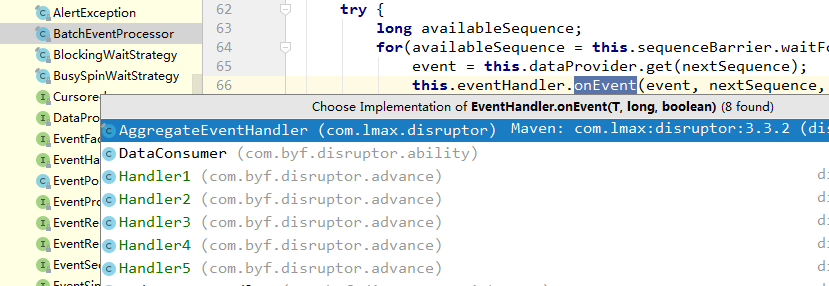 AlertException
BatchEventProcessor
BlockingWaitStrategy
BusySpinWaitStrategy
Cursored
DataPro
EventFac
EventHa
EventPo
EventPro
EventRe
EventRe
EventSe
EventSin
62 try {
63 long availableSequence;
64 for(availableSequence = this.sequenceBarrier.waitFo
65 event = this.dataProvider.get(nextSequence);
66 this.eventHandler.onEvent(event, nextSequence,
Choose Implementation of EventHandler.onEvent(T, long, boolean) (8 found)
AggregateEventHandler (com.lmax.disruptor) Maven: com.lmax:disruptor:3.3.2 (dis
DataConsumer (com.byf.disruptor.ability)
Handler1 (com.byf.disruptor.advance) di
Handler2 (com.byf.disruptor.advance) di
Handler3 (com.byf.disruptor.advance) di
Handler4 (com.byf.disruptor.advance) di
Handler5 (com.byf.disruptor.advance) di